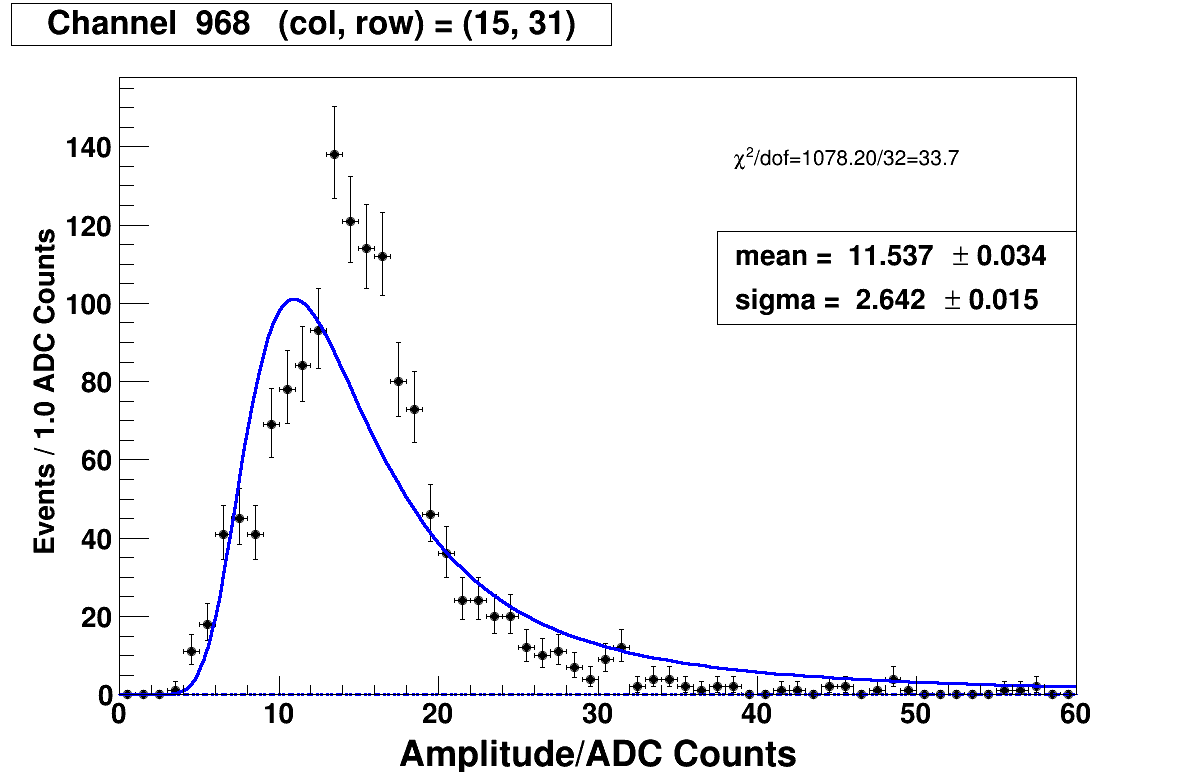 Channel 968 (col, row) = (15, 31)
χ²/dof=1078.20/32=33.7
mean = 11.537 ± 0.034
sigma = 2.642 ± 0.015
Events / 1.0 ADC Counts
140
120
100
80
60
40
20
0
0 10 20 30 40 50 60
Amplitude/ADC Counts